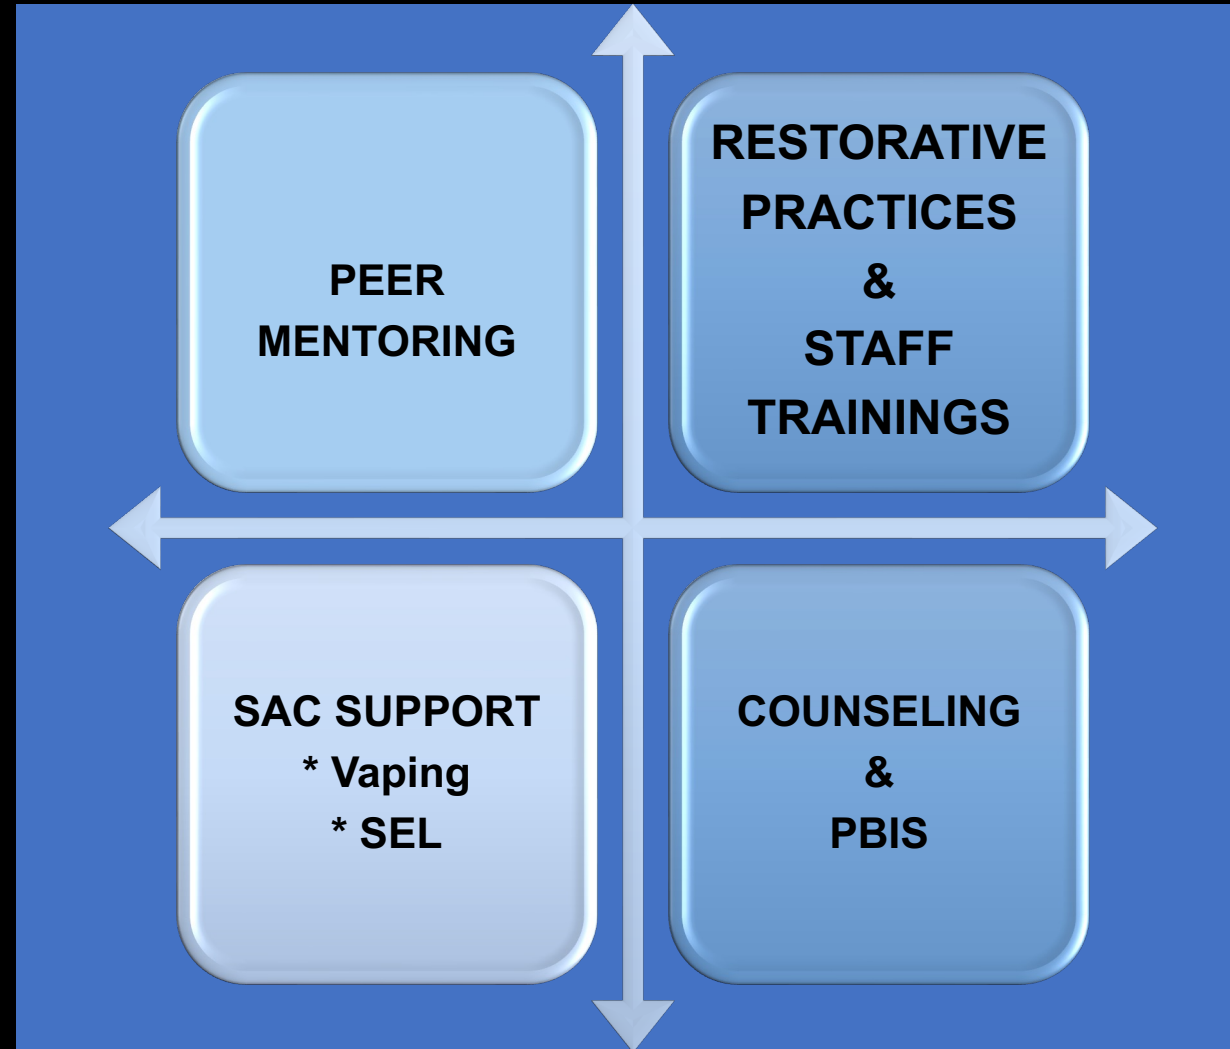 PEER
MENTORING
RESTORATIVE
PRACTICES
&
STAFF
TRAININGS
SAC SUPPORT
* Vaping
* SEL
COUNSELING
&
PBIS